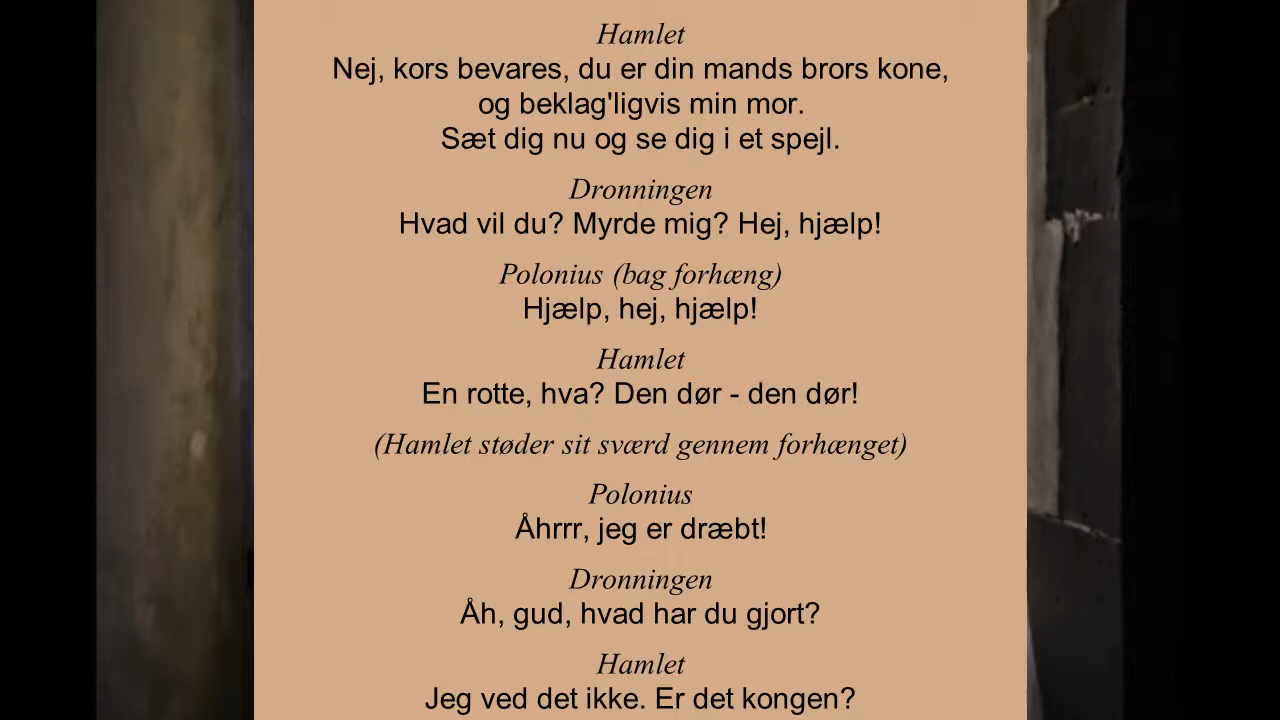 Hamlet
Nej, kors bevares, du er din mands brors kone,
og beklag'ligvis min mor.
Sæt dig nu og se dig i et spejl.
Dronningen
Hvad vil du? Myrde mig? Hej, hjælp!
Polonius (bag forhæng)
Hjælp, hej, hjælp!
Hamlet
En rotte, hva? Den dør - den dør!
(Hamlet støder sit sværd gennem forhænget)
Polonius
Åhrrr, jeg er dræbt!
Dronningen
Åh, gud, hvad har du gjort?
Hamlet
Jeg ved det ikke. Er det kongen?